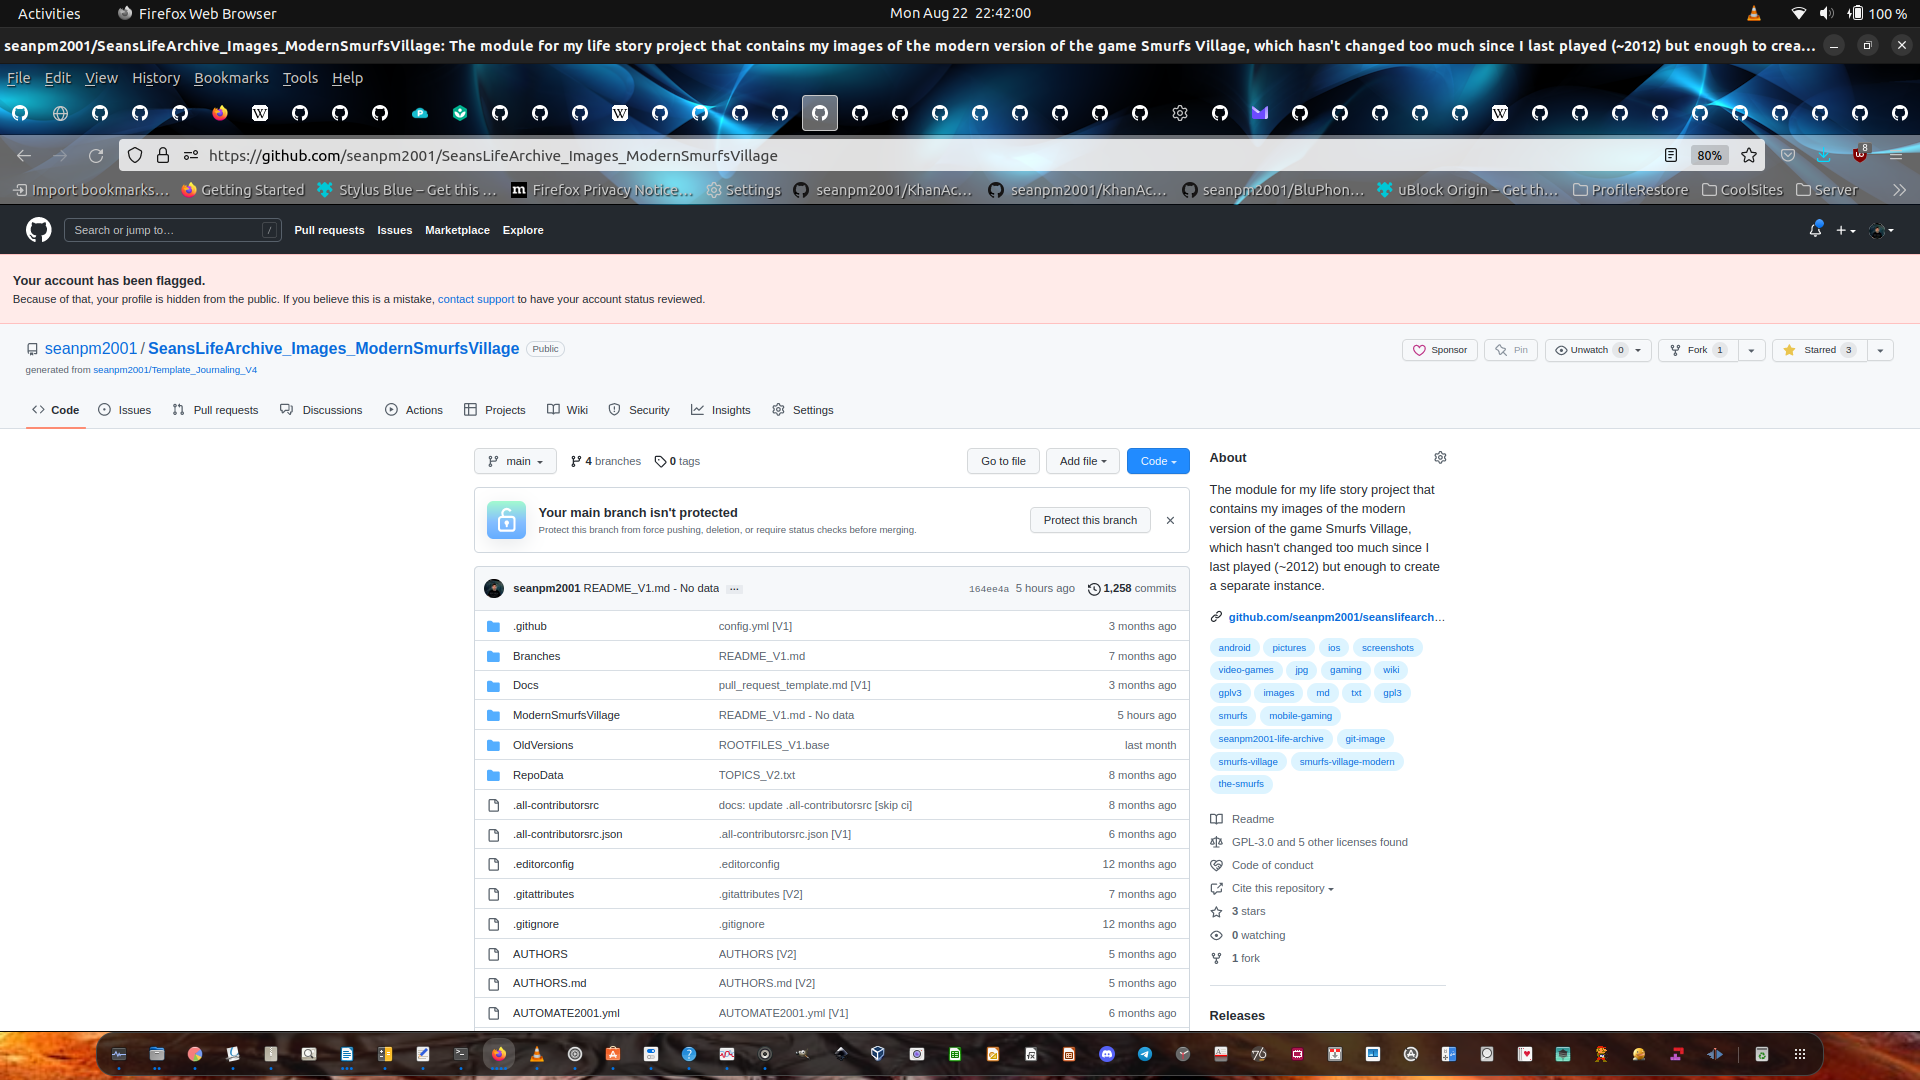 Activities
Firefox Web Browser
Mon Aug 22 22:42:00
100 %
seanpm2001/SeansLifeArchive_Images_ModernSmurfsVillage: The module for my life story project that contains my images of the modern version of the game Smurfs Village, which hasn't changed too much since I last played (~2012) but enough to crea…
File Edit View History Bookmarks Tools Help
https://github.com/seanpm2001/SeansLifeArchive_Images_ModernSmurfsVillage
80%
8
Import bookmarks…
Getting Started
Stylus Blue – Get this …
Firefox Privacy Notice…
Settings
seanpm2001/KhanAc…
seanpm2001/KhanAc…
seanpm2001/BluPhon…
uBlock Origin – Get th…
ProfileRestore
CoolSites
Server
Search or jump to…
/
Pull requests
Issues
Marketplace
Explore
Your account has been flagged.
Because of that, your profile is hidden from the public. If you believe this is a mistake, contact support to have your account status reviewed.
seanpm2001 / SeansLifeArchive_Images_ModernSmurfsVillage Public
generated from seanpm2001/Template_Journaling_V4
Sponsor
Pin
Unwatch 0
Fork 1
Starred 3
Code
Issues
Pull requests
Discussions
Actions
Projects
Wiki
Security
Insights
Settings
main
4 branches
0 tags
Go to file
Add file
Code
Your main branch isn't protected
Protect this branch from force pushing, deletion, or require status checks before merging.
Protect this branch
seanpm2001 README_V1.md - No data … 164ee4a 5 hours ago 1,258 commits
.github config.yml [V1] 3 months ago
Branches README_V1.md 7 months ago
Docs pull_request_template.md [V1] 3 months ago
ModernSmurfsVillage README_V1.md - No data 5 hours ago
OldVersions ROOTFILES_V1.base last month
RepoData TOPICS_V2.txt 8 months ago
.all-contributorsrc docs: update .all-contributorsrc [skip ci] 8 months ago
.all-contributorsrc.json .all-contributorsrc.json [V1] 6 months ago
.editorconfig .editorconfig 12 months ago
.gitattributes .gitattributes [V2] 7 months ago
.gitignore .gitignore 12 months ago
AUTHORS AUTHORS [V2] 5 months ago
AUTHORS.md AUTHORS.md [V2] 5 months ago
AUTOMATE2001.yml AUTOMATE2001.yml [V1] 6 months ago
About
The module for my life story project that
contains my images of the modern
version of the game Smurfs Village,
which hasn't changed too much since I
last played (~2012) but enough to create
a separate instance.
github.com/seanpm2001/seanslifearch…
android pictures ios screenshots
video-games jpg gaming wiki
gplv3 images md txt gpl3
smurfs mobile-gaming
seanpm2001-life-archive git-image
smurfs-village smurfs-village-modern
the-smurfs
Readme
GPL-3.0 and 5 other licenses found
Code of conduct
Cite this repository
3 stars
0 watching
1 fork
Releases